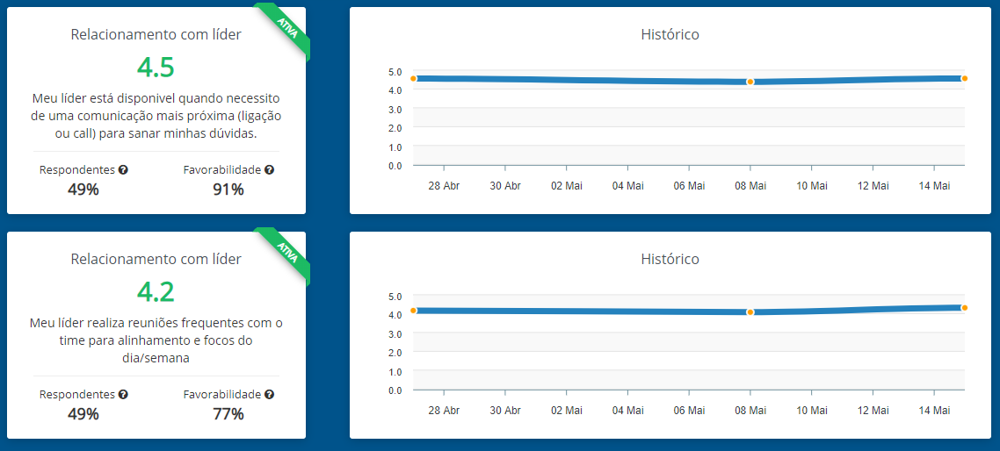 Relacionamento com líder
ATIVA
4.5
Meu líder está disponivel quando necessito
de uma comunicação mais próxima (ligação
ou call) para sanar minhas dúvidas.
Respondentes ? Favorabilidade ?
49% 91%
Histórico
5.0
4.0
3.0
2.0
1.0
0.0
28 Abr 30 Abr 02 Mai 04 Mai 06 Mai 08 Mai 10 Mai 12 Mai 14 Mai
Relacionamento com líder
ATIVA
4.2
Meu líder realiza reuniões frequentes com o
time para alinhamento e focos do
dia/semana
Respondentes ? Favorabilidade ?
49% 77%
Histórico
5.0
4.0
3.0
2.0
1.0
0.0
28 Abr 30 Abr 02 Mai 04 Mai 06 Mai 08 Mai 10 Mai 12 Mai 14 Mai